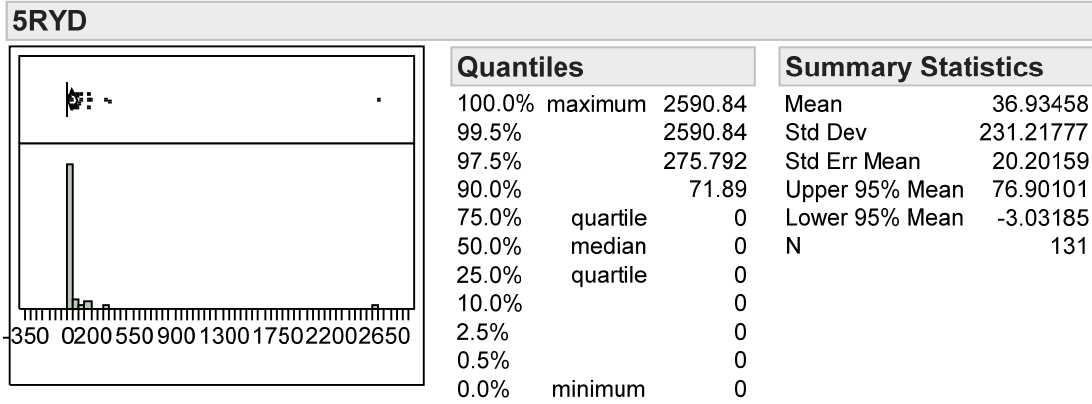 5RYD
-350 0200 550 900 1300 1750 2200 2650
Quantiles
100.0% maximum 2590.84
99.5% 2590.84
97.5% 275.792
90.0% 71.89
75.0% quartile 0
50.0% median 0
25.0% quartile 0
10.0% 0
2.5% 0
0.5% 0
0.0% minimum 0
Summary Statistics
Mean 36.93458
Std Dev 231.21777
Std Err Mean 20.20159
Upper 95% Mean 76.90101
Lower 95% Mean -3.03185
N 131